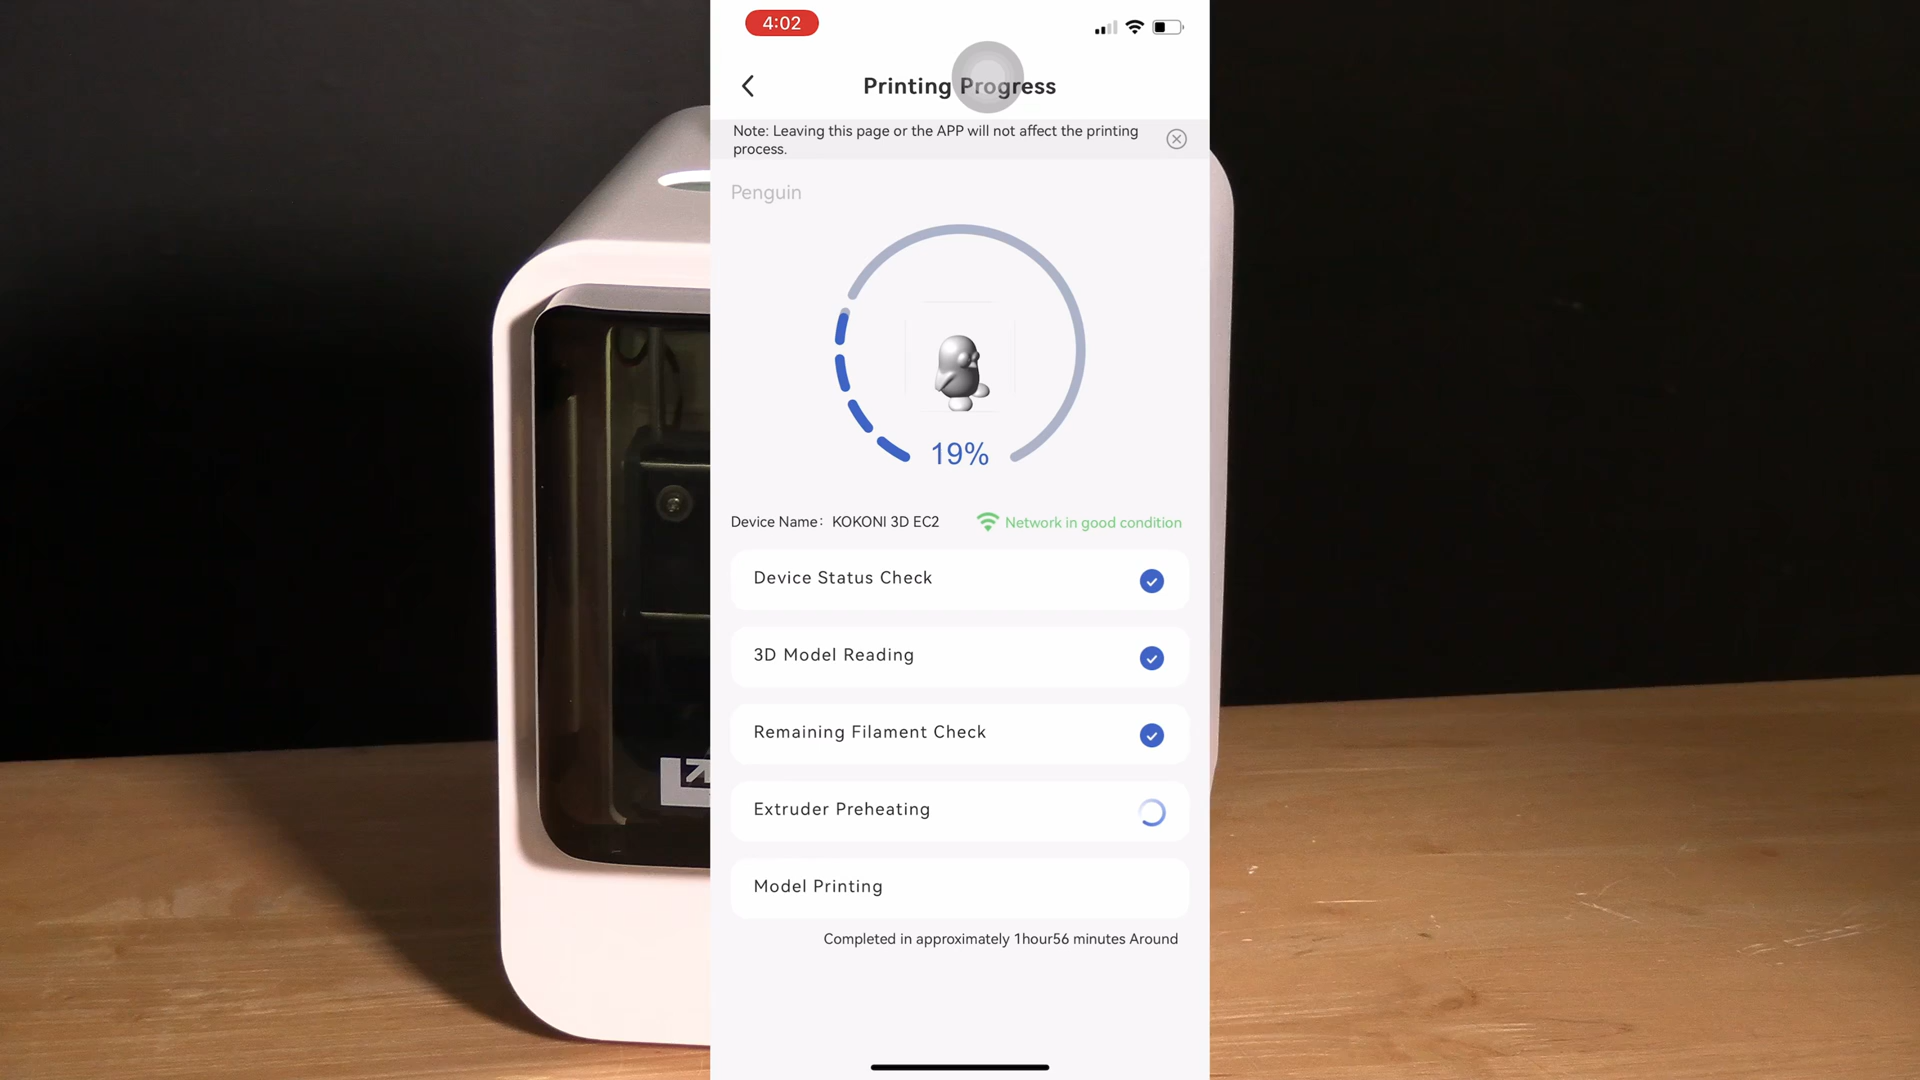 4:02
Printing Progress
Note: Leaving this page or the APP will not affect the printing
process.
Penguin
19%
Device Name: KOKONI 3D EC2
Network in good condition
Device Status Check
3D Model Reading
Remaining Filament Check
Extruder Preheating
Model Printing
Completed in approximately 1hour56 minutes Around